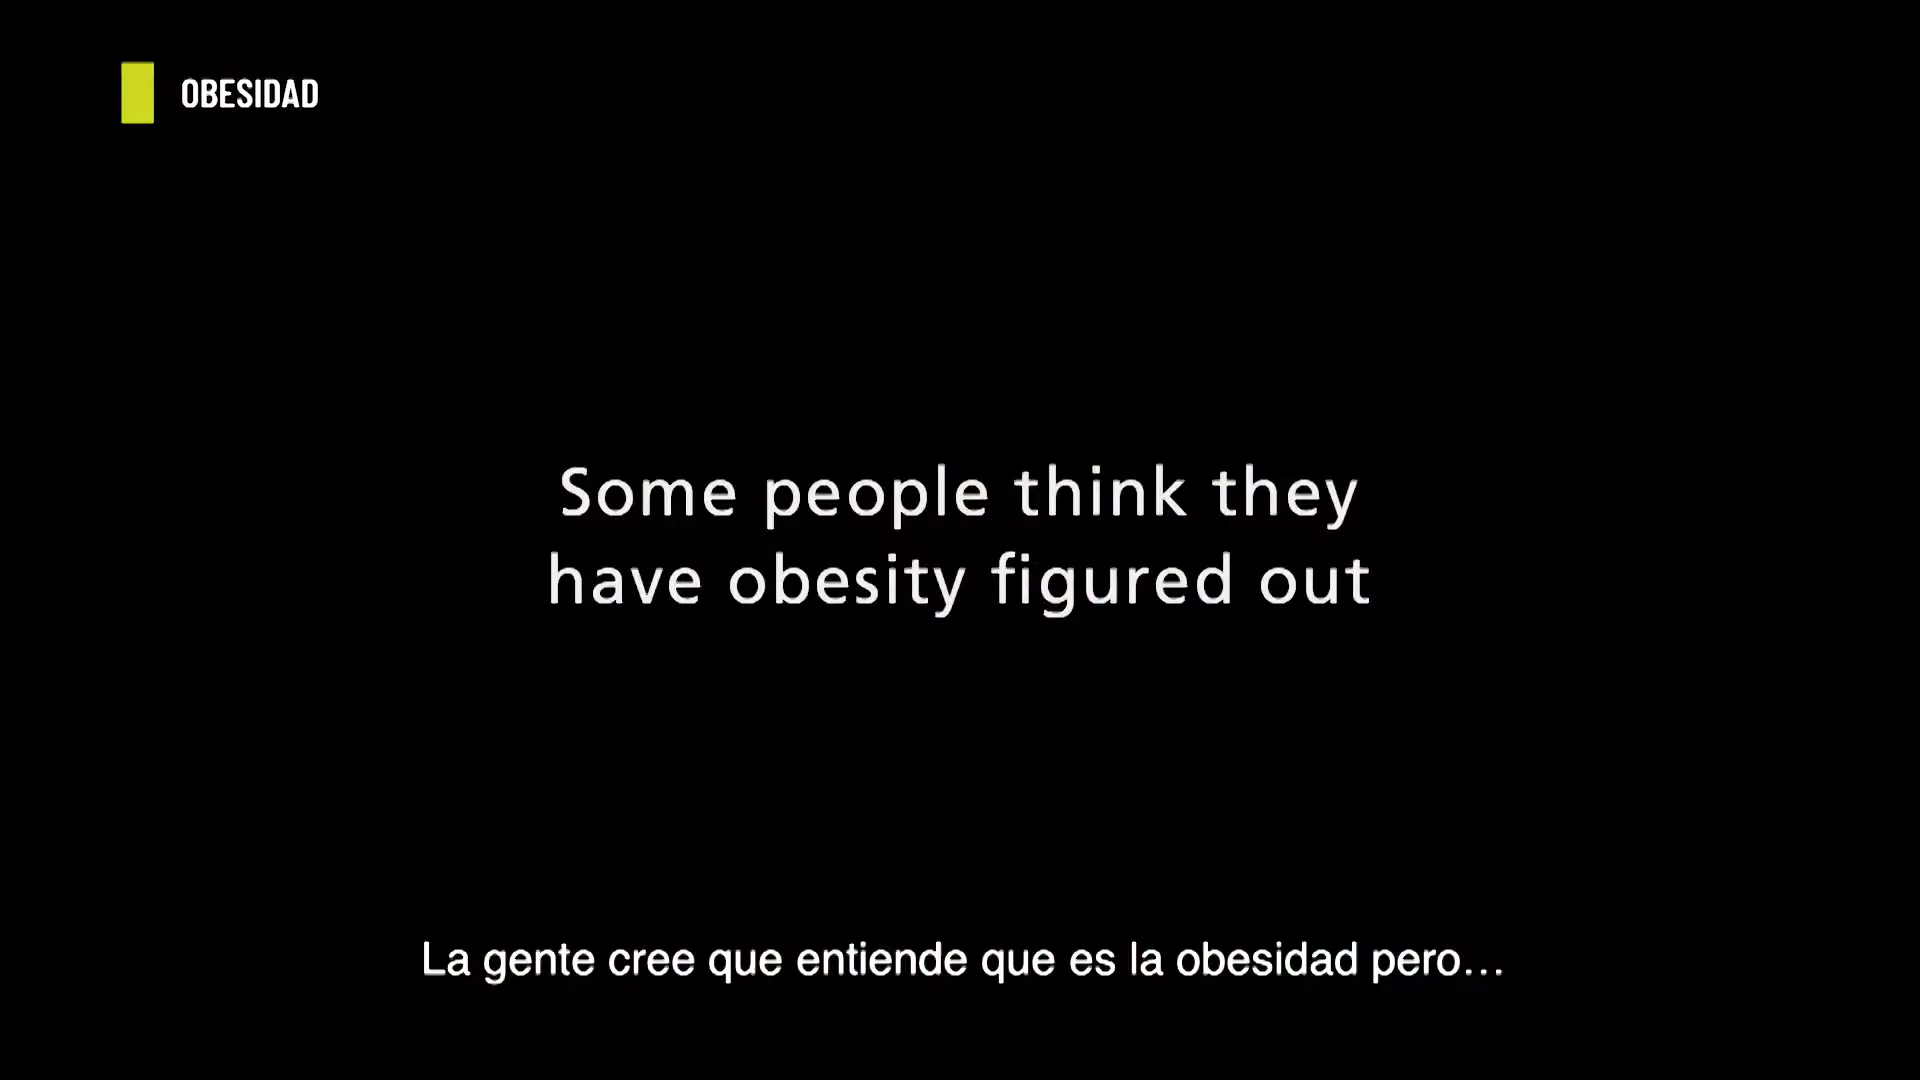 OBESIDAD
Some people think they
have obesity figured out
La gente cree que entiende que es la obesidad pero...